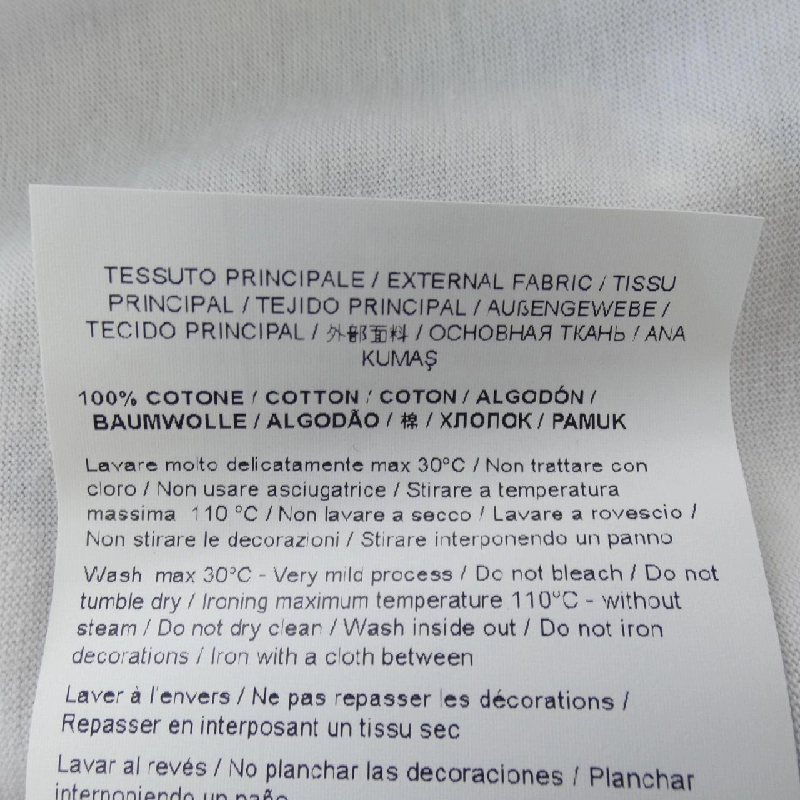 TESSUTO PRINCIPALE / EXTERNAL FABRIC / TISSU
PRINCIPAL / TEJIDO PRINCIPAL / AUßENGEWEBE /
TECIDO PRINCIPAL / 外部面料 / ОСНОВНАЯ ТКАНЬ / ANA
KUMAŞ
100% COTONE / COTTON / COTON / ALGODÓN /
BAUMWOLLE / ALGODÃO / 棉 / ХЛОПОК / PAMUK
Lavare molto delicatamente max 30°C / Non trattare con
cloro / Non usare asciugatrice / Stirare a temperatura
massima 110 °C / Non lavare a secco / Lavare a rovescio /
Non stirare le decorazioni / Stirare interponendo un panno
Wash max 30°C - Very mild process / Do not bleach / Do not
tumble dry / Ironing maximum temperature 110°C - without
steam / Do not dry clean / Wash inside out / Do not iron
decorations / Iron with a cloth between
Laver à l'envers / Ne pas repasser les décorations /
Repasser en interposant un tissu sec
Lavar al revés / No planchar las decoraciones / Planchar
interponiendo un paño